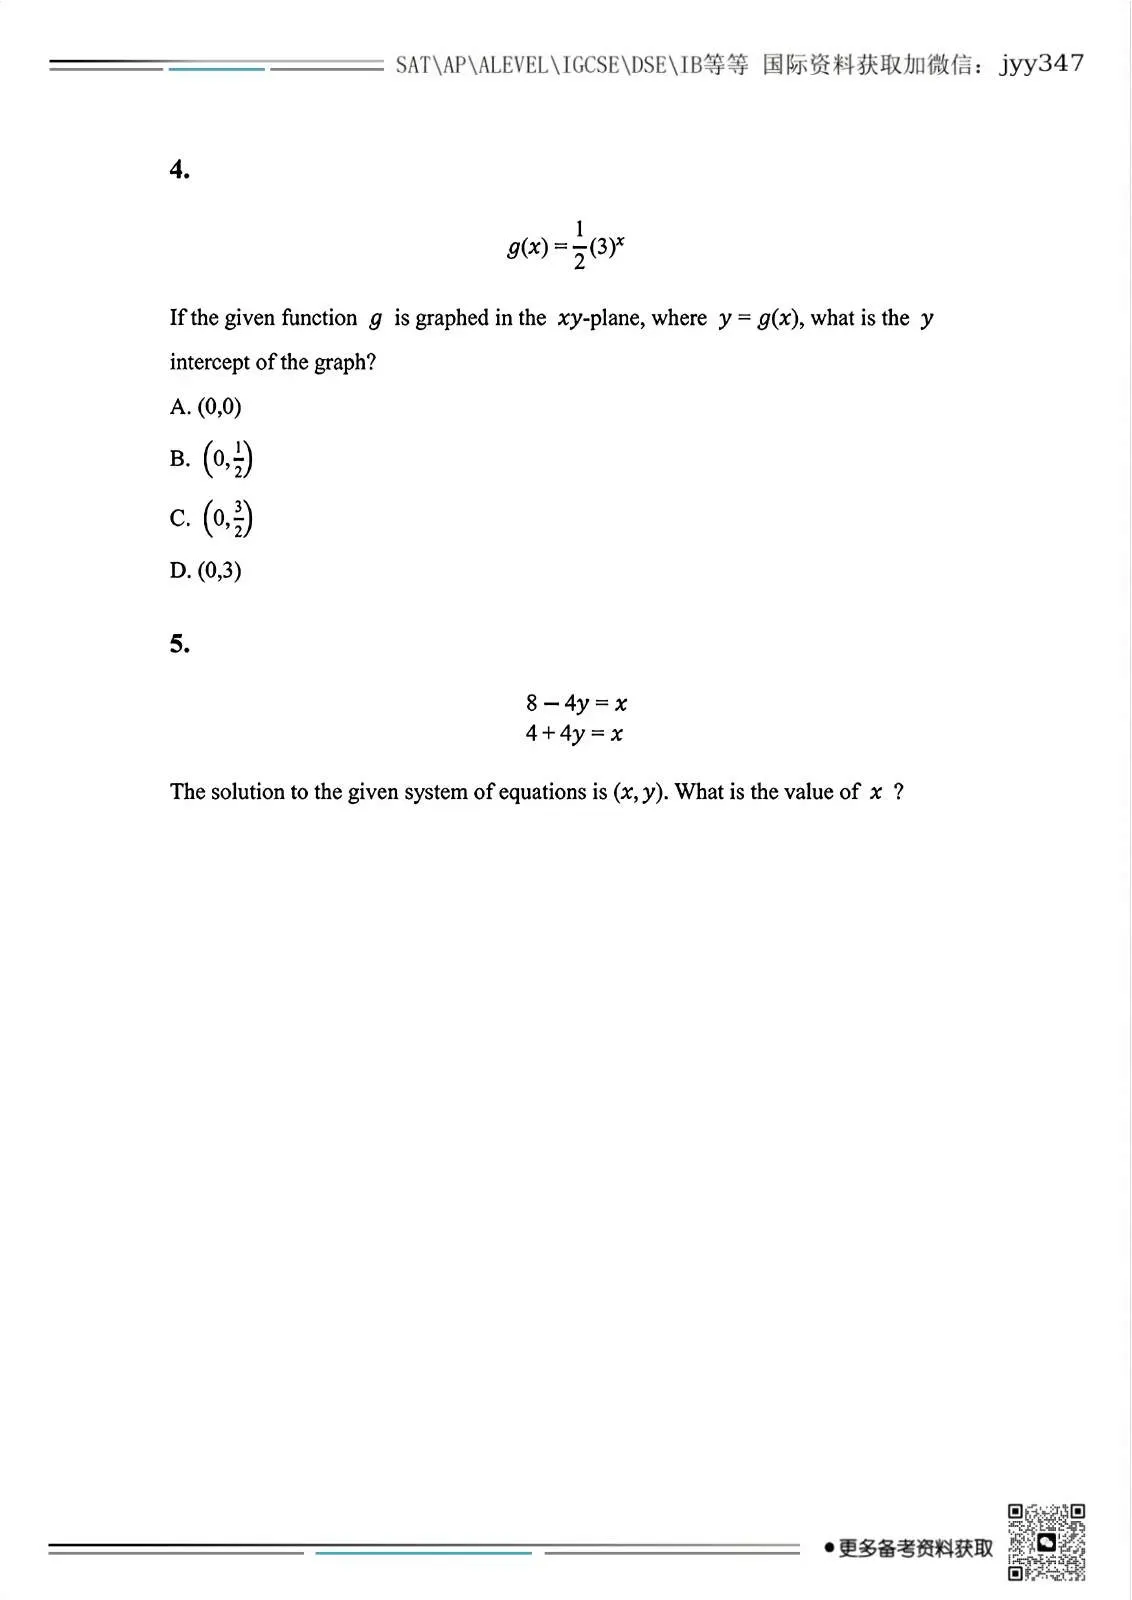 SAT\AP\ALEVEL\IGCSE\DSE\IB等等 国际资料获取加微信: jyy347
4.
g(x) = 1/2 (3)^x
If the given function g is graphed in the xy-plane, where y = g(x), what is the y
intercept of the graph?
A. (0,0)
B. (0, 1/2)
C. (0, 3/2)
D. (0,3)
5.
8 − 4y = x
4 + 4y = x
The solution to the given system of equations is (x, y). What is the value of x ?
●更多备考资料获取